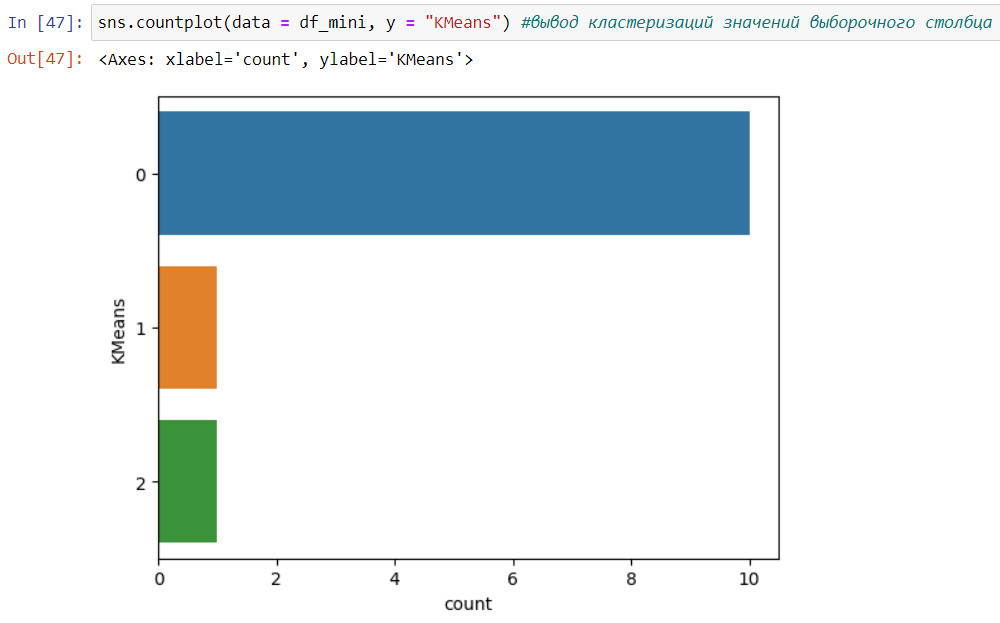 In [47]: sns.countplot(data = df_mini, y = "KMeans") #вывод кластеризаций значений выборочного столбца
Out[47]: <Axes: xlabel='count', ylabel='KMeans'>
0
1
2
KMeans
0 2 4 6 8 10
count